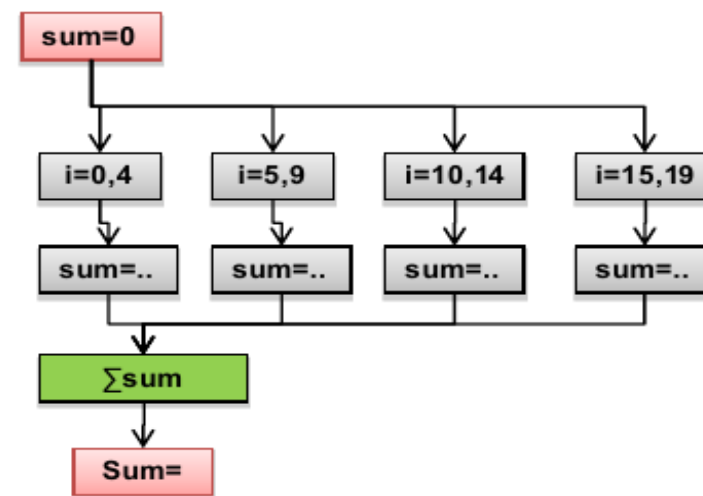 sum=0
i=0,4
i=5,9
i=10,14
i=15,19
sum=..
sum=..
sum=..
sum=..
∑sum
Sum=